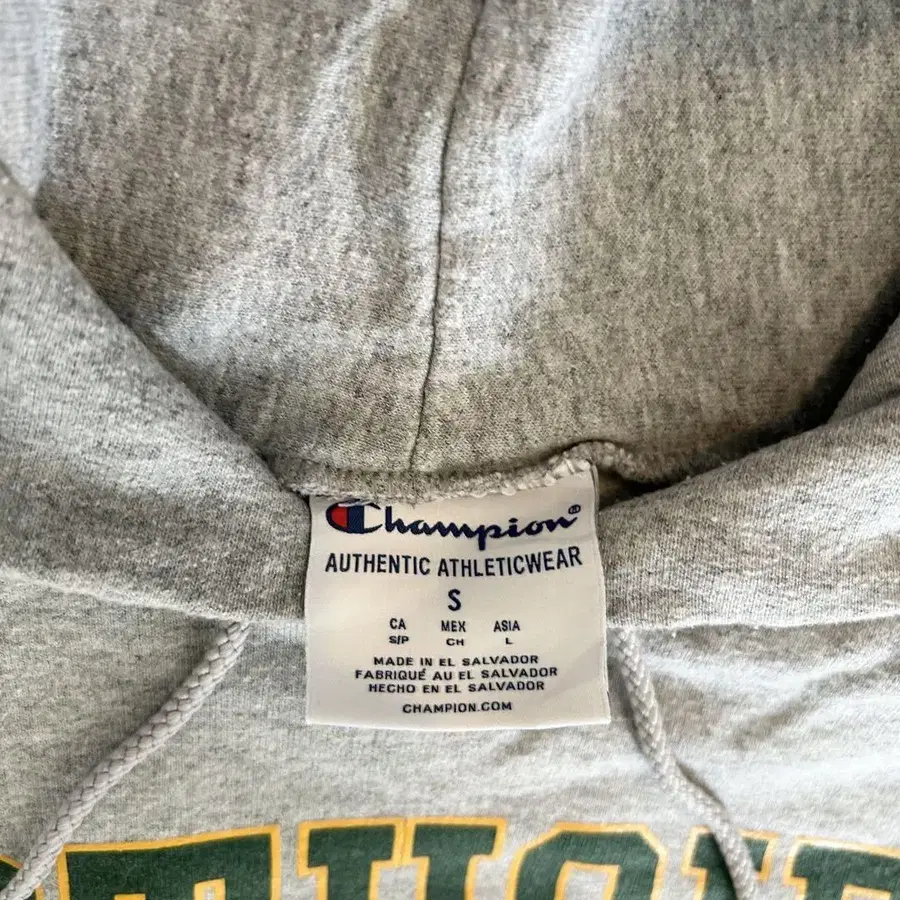 Champion®
AUTHENTIC ATHLETICWEAR
S
CA MEX ASIA
S/P CH L
MADE IN EL SALVADOR
FABRIQUÉ AU EL SALVADOR
HECHO EN EL SALVADOR
CHAMPION.COM